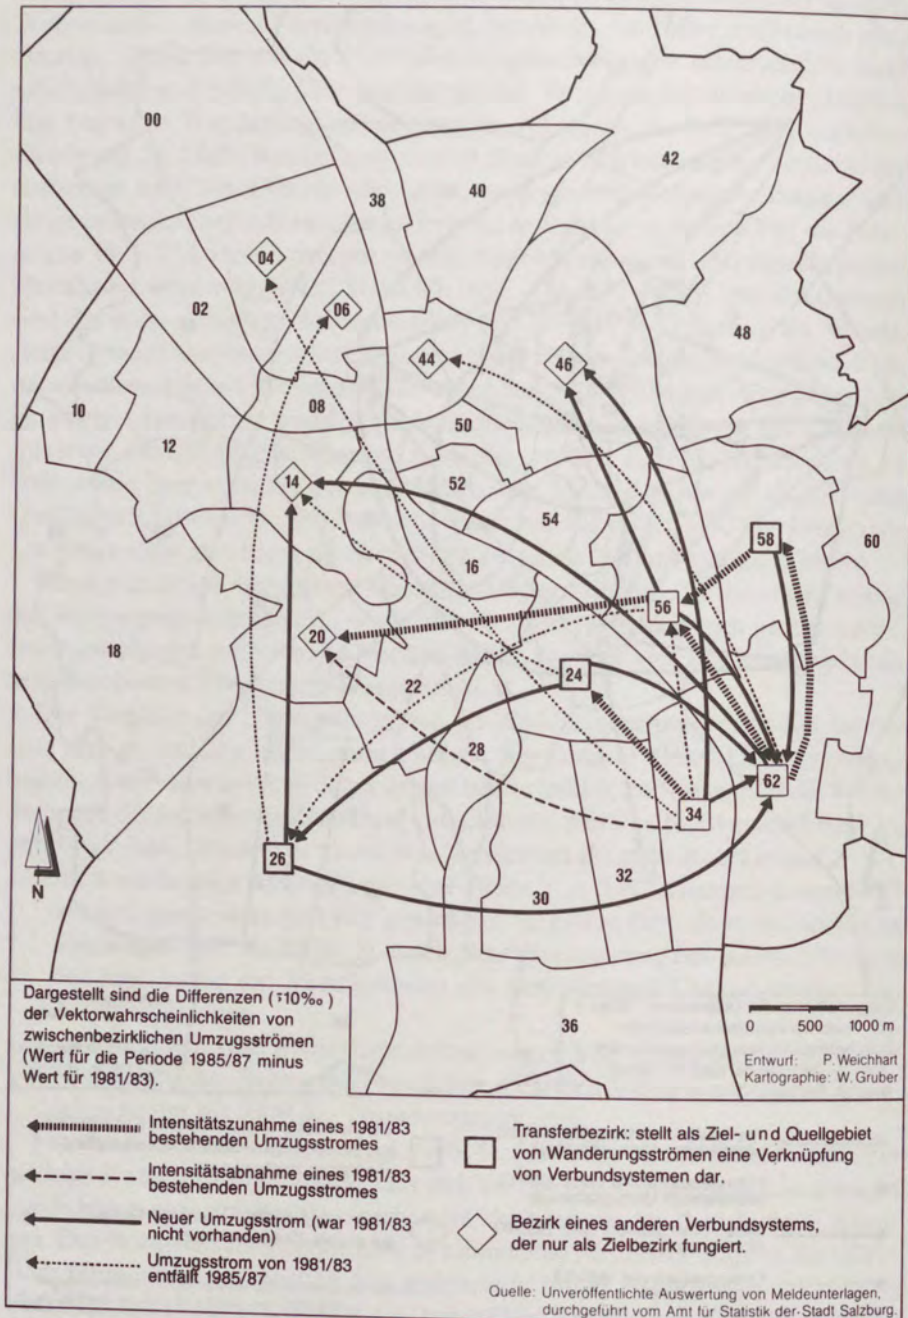 00
42
40
38
04
02
06
48
44
46
10
08
50
12
14
52
54
58
60
16
56
20
18
24
22
28
62
34
26
32
30
N
36
0 500 1000 m
Entwurf: P. Weichhart
Kartographie: W. Gruber
Dargestellt sind die Differenzen (∓10‰)
der Vektorwahrscheinlichkeiten von
zwischenbezirklichen Umzugsströmen
(Wert für die Periode 1985/87 minus
Wert für 1981/83).
Intensitätszunahme eines 1981/83
bestehenden Umzugsstromes
Intensitätsabnahme eines 1981/83
bestehenden Umzugsstromes
Neuer Umzugsstrom (war 1981/83
nicht vorhanden)
Umzugsstrom von 1981/83
entfällt 1985/87
Transferbezirk: stellt als Ziel- und Quellgebiet
von Wanderungsströmen eine Verknüpfung
von Verbundsystemen dar.
Bezirk eines anderen Verbundsystems,
der nur als Zielbezirk fungiert.
Quelle: Unveröffentlichte Auswertung von Meldeunterlagen,
durchgeführt vom Amt für Statistik der Stadt Salzburg.